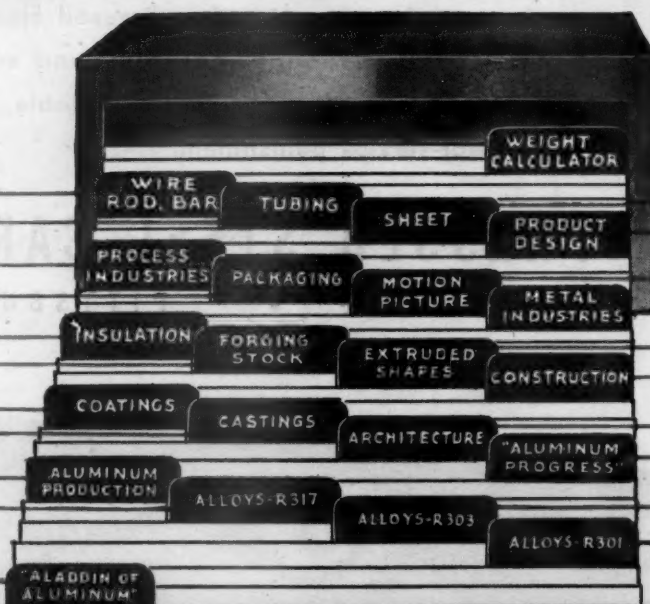 WEIGHT
CALCULATOR
WIRE
ROD, BAR
TUBING
SHEET
PRODUCT
DESIGN
PROCESS
INDUSTRIES
PACKAGING
MOTION
PICTURE
METAL
INDUSTRIES
INSULATION
FORGING
STOCK
EXTRUDED
SHAPES
CONSTRUCTION
COATINGS
CASTINGS
ARCHITECTURE
"ALUMINUM
PROGRESS"
ALUMINUM
PRODUCTION
ALLOYS-R317
ALLOYS-R303
ALLOYS-R301
"ALADDIN OF
ALUMINUM"